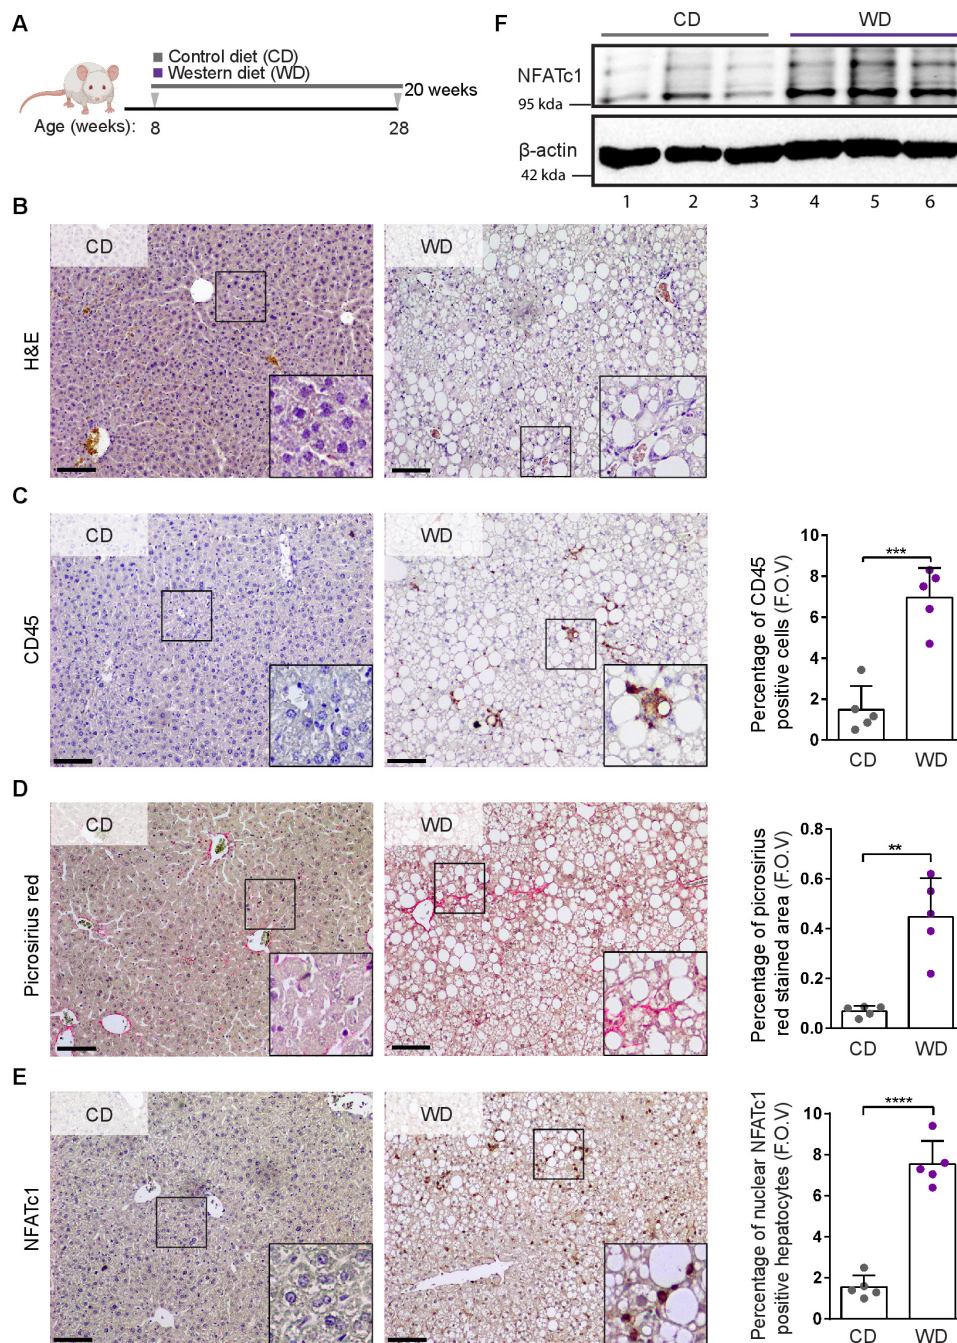 A
Control diet (CD)
Western diet (WD)
20 weeks
Age (weeks): 8 28
F
CD WD
NFATc1
95 kda
β-actin
42 kda
1 2 3 4 5 6
B
H&E
CD
WD
C
CD45
CD
WD
Percentage of CD45
positive cells (F.O.V)
10
8
6
4
2
0
***
CD WD
D
Picrosirius red
CD
WD
Percentage of picrosirius
red stained area (F.O.V)
0.8
0.6
0.4
0.2
0.0
**
CD WD
E
NFATc1
CD
WD
Percentage of nuclear NFATc1
positive hepatocytes (F.O.V)
10
8
6
4
2
0
****
CD WD